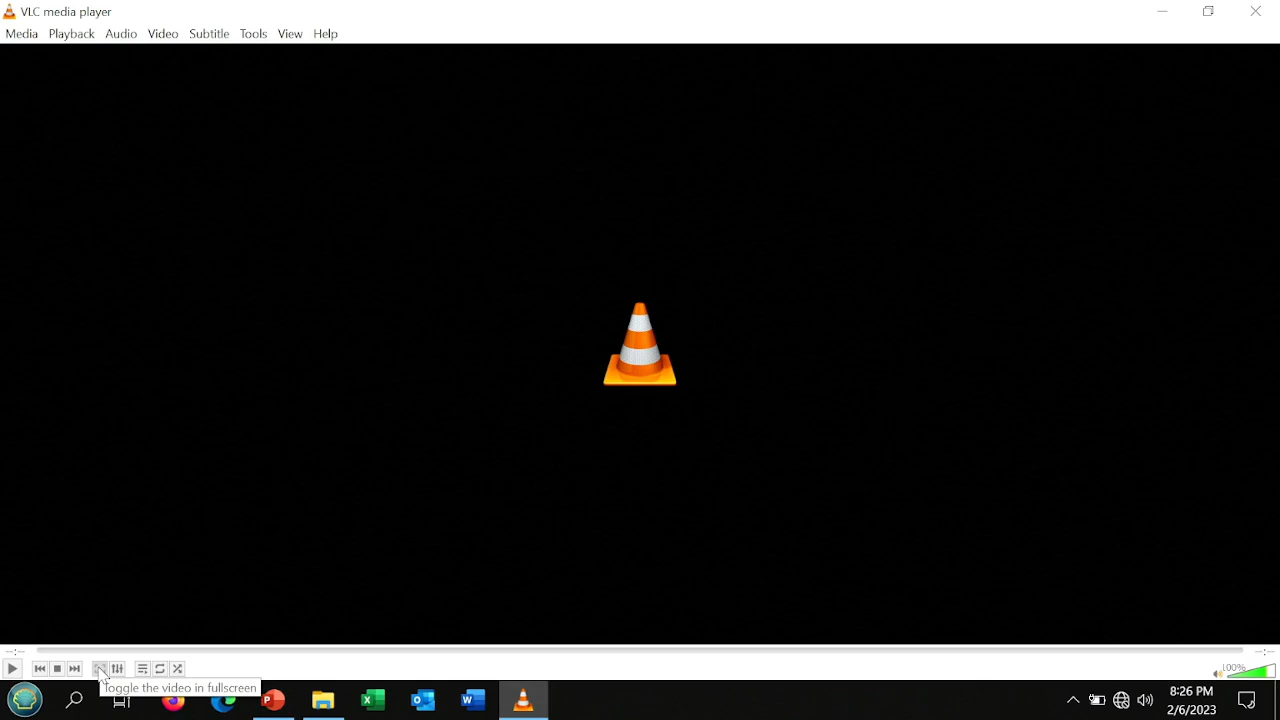 VLC media player
Media Playback Audio Video Subtitle Tools View Help
--:-- --:--
100%
Toggle the video in fullscreen
8:26 PM
2/6/2023